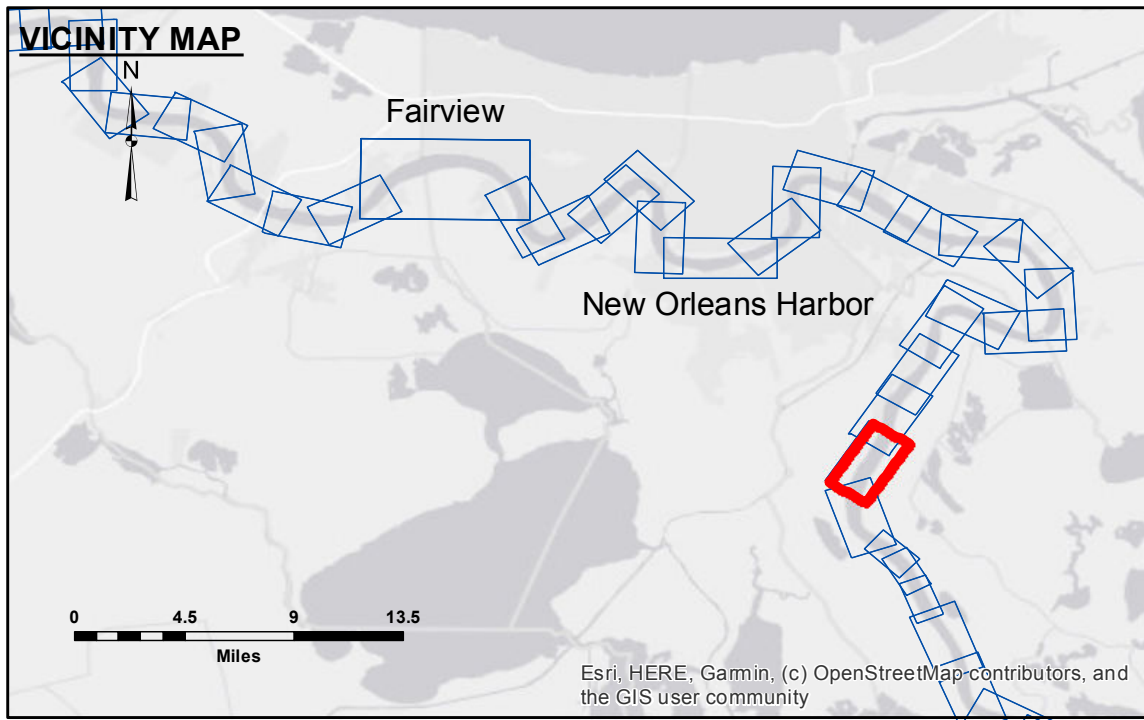 VICINITY MAP
N
Fairview
New Orleans Harbor
0 4.5 9 13.5
Miles
Esri, HERE, Garmin, (c) OpenStreetMap contributors, and
the GIS user community